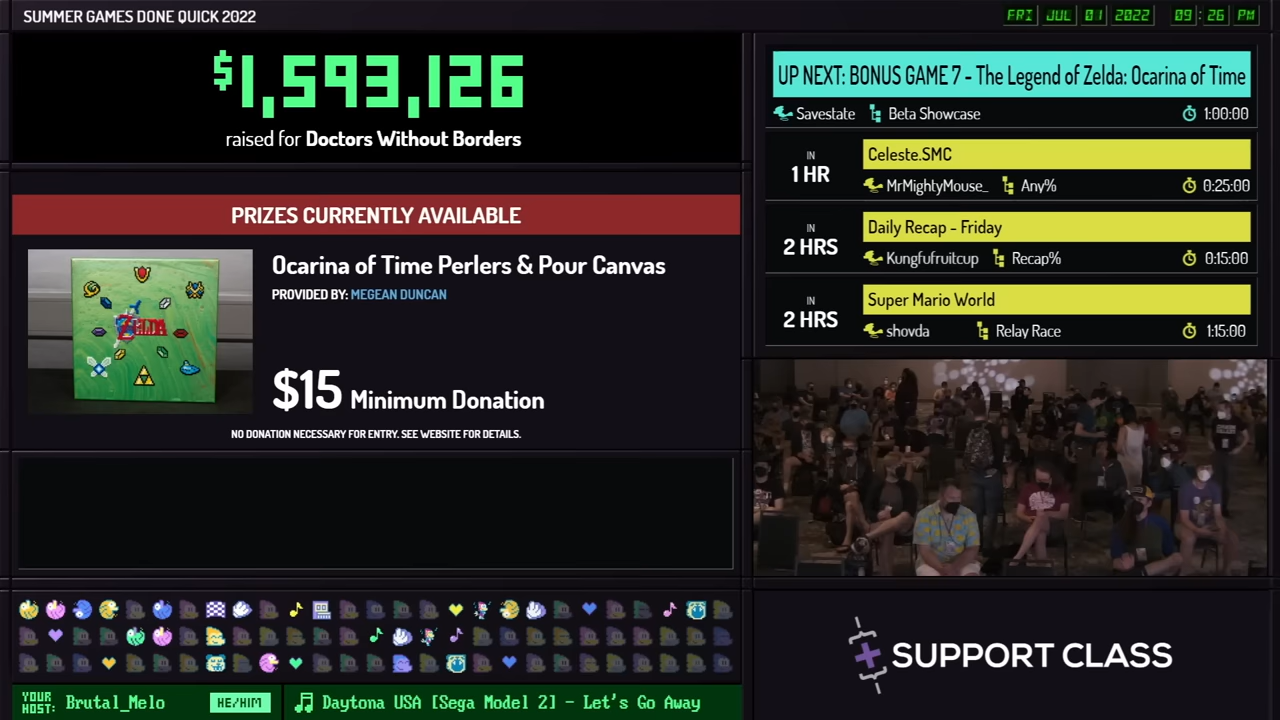 SUMMER GAMES DONE QUICK 2022
FRI JUL 01 2022 09:26 PM
$1,593,126
raised for Doctors Without Borders
PRIZES CURRENTLY AVAILABLE
ZELDA
Ocarina of Time Perlers & Pour Canvas
PROVIDED BY: MEGEAN DUNCAN
$15 Minimum Donation
NO DONATION NECESSARY FOR ENTRY. SEE WEBSITE FOR DETAILS.
UP NEXT: BONUS GAME 7 - The Legend of Zelda: Ocarina of Time
Savestate Beta Showcase 1:00:00
IN
1 HR
Celeste.SMC
MrMightyMouse_ Any% 0:25:00
IN
2 HRS
Daily Recap - Friday
Kungfufruitcup Recap% 0:15:00
IN
2 HRS
Super Mario World
shovda Relay Race 1:15:00
SUPPORT CLASS
YOUR
HOST:
Brutal_Melo HE/HIM
Daytona USA [Sega Model 2] - Let's Go Away